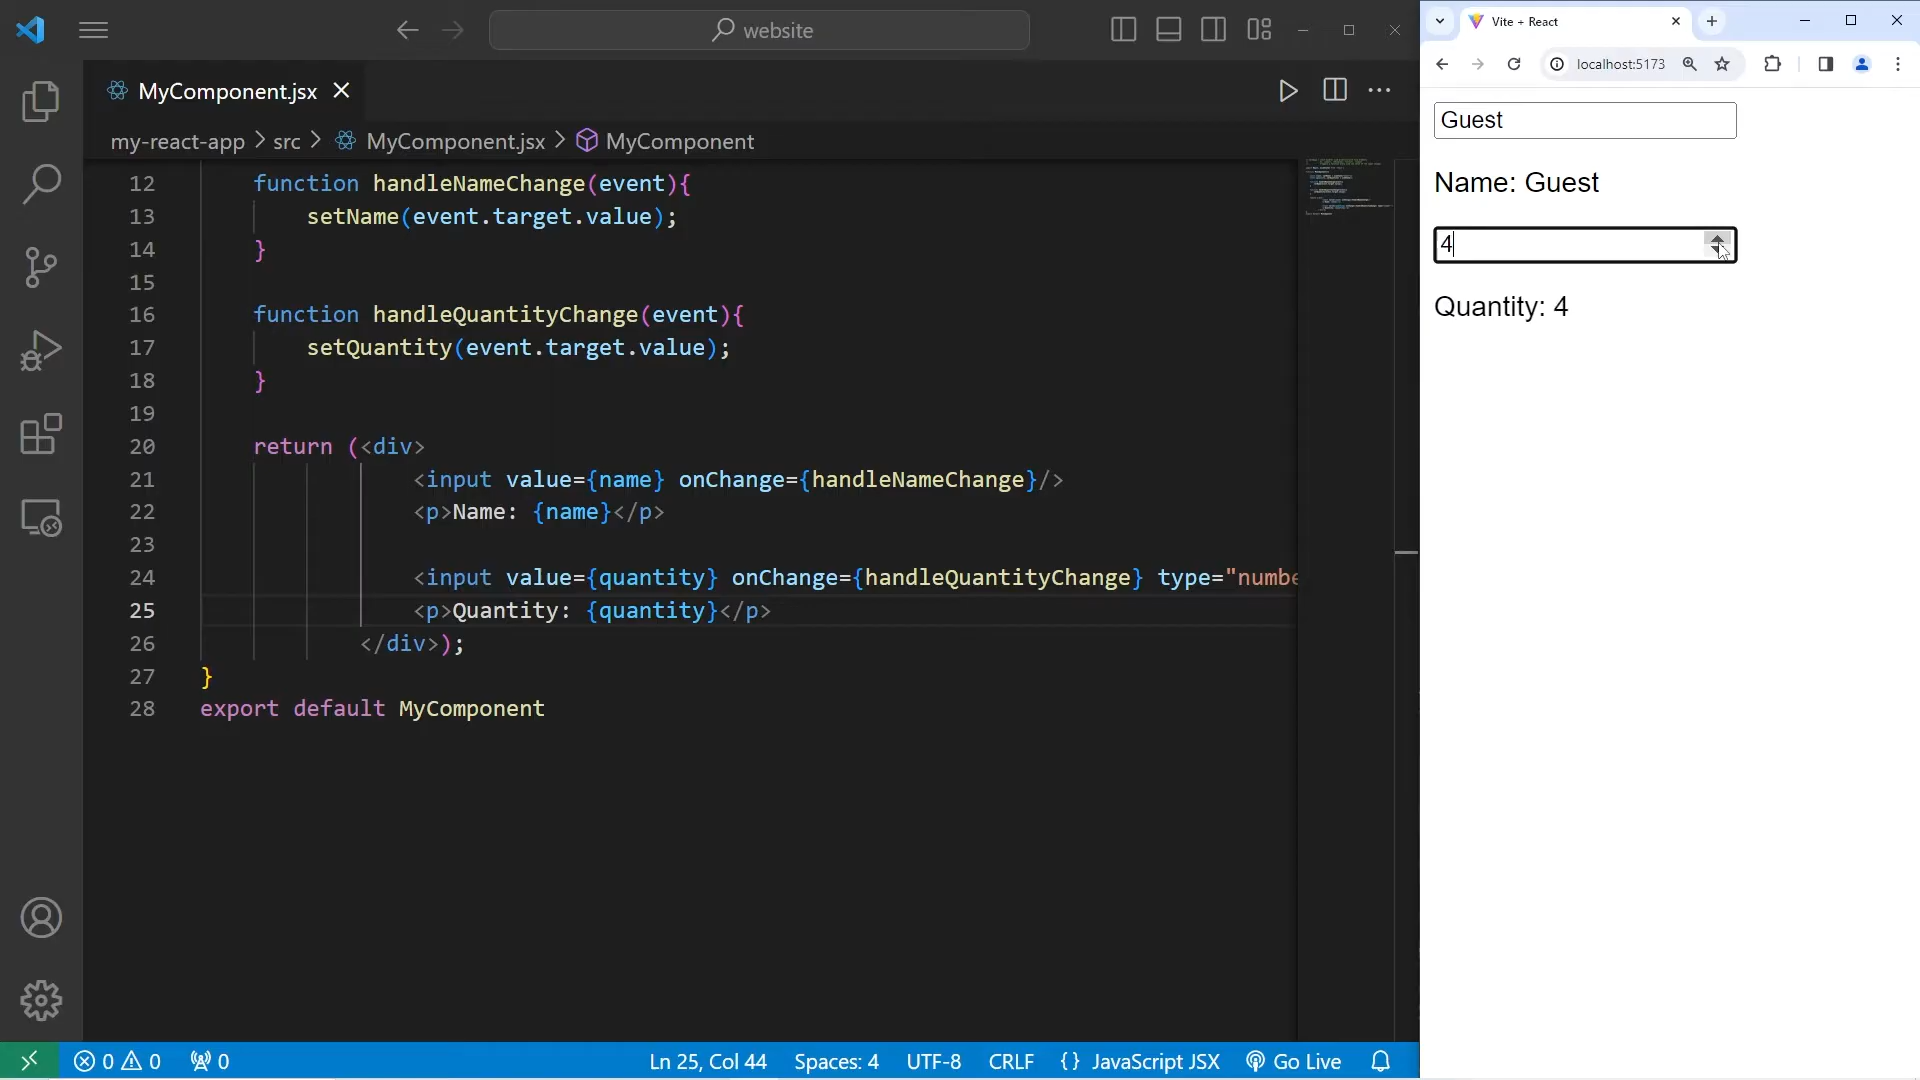 website
MyComponent.jsx
my-react-app > src > MyComponent.jsx > MyComponent
12 function handleNameChange(event){
13 setName(event.target.value);
14 }
15
16 function handleQuantityChange(event){
17 setQuantity(event.target.value);
18 }
19
20 return (<div>
21 <input value={name} onChange={handleNameChange}/>
22 <p>Name: {name}</p>
23
24 <input value={quantity} onChange={handleQuantityChange} type="numbe
25 <p>Quantity: {quantity}</p>
26 </div>);
27 }
28 export default MyComponent
0 0 0 Ln 25, Col 44 Spaces: 4 UTF-8 CRLF {} JavaScript JSX Go Live
Vite + React
localhost:5173
Guest
Name: Guest
4
Quantity: 4